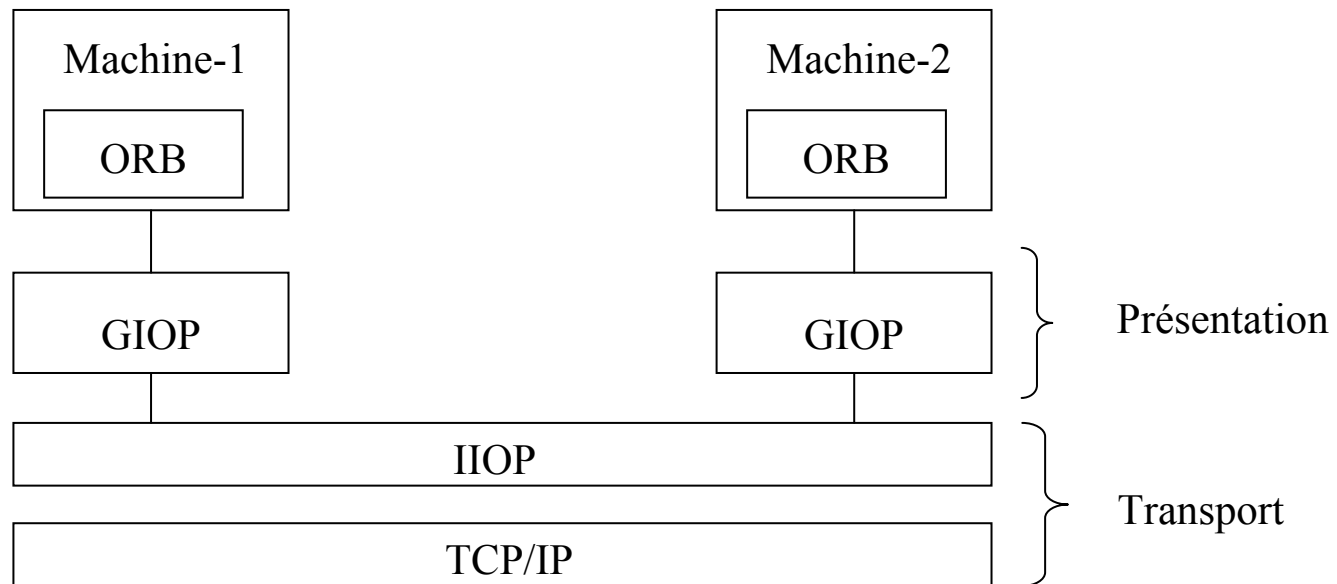 Machine-1
Machine-2
ORB
ORB
GIOP
GIOP
Présentation
IIOP
Transport
TCP/IP